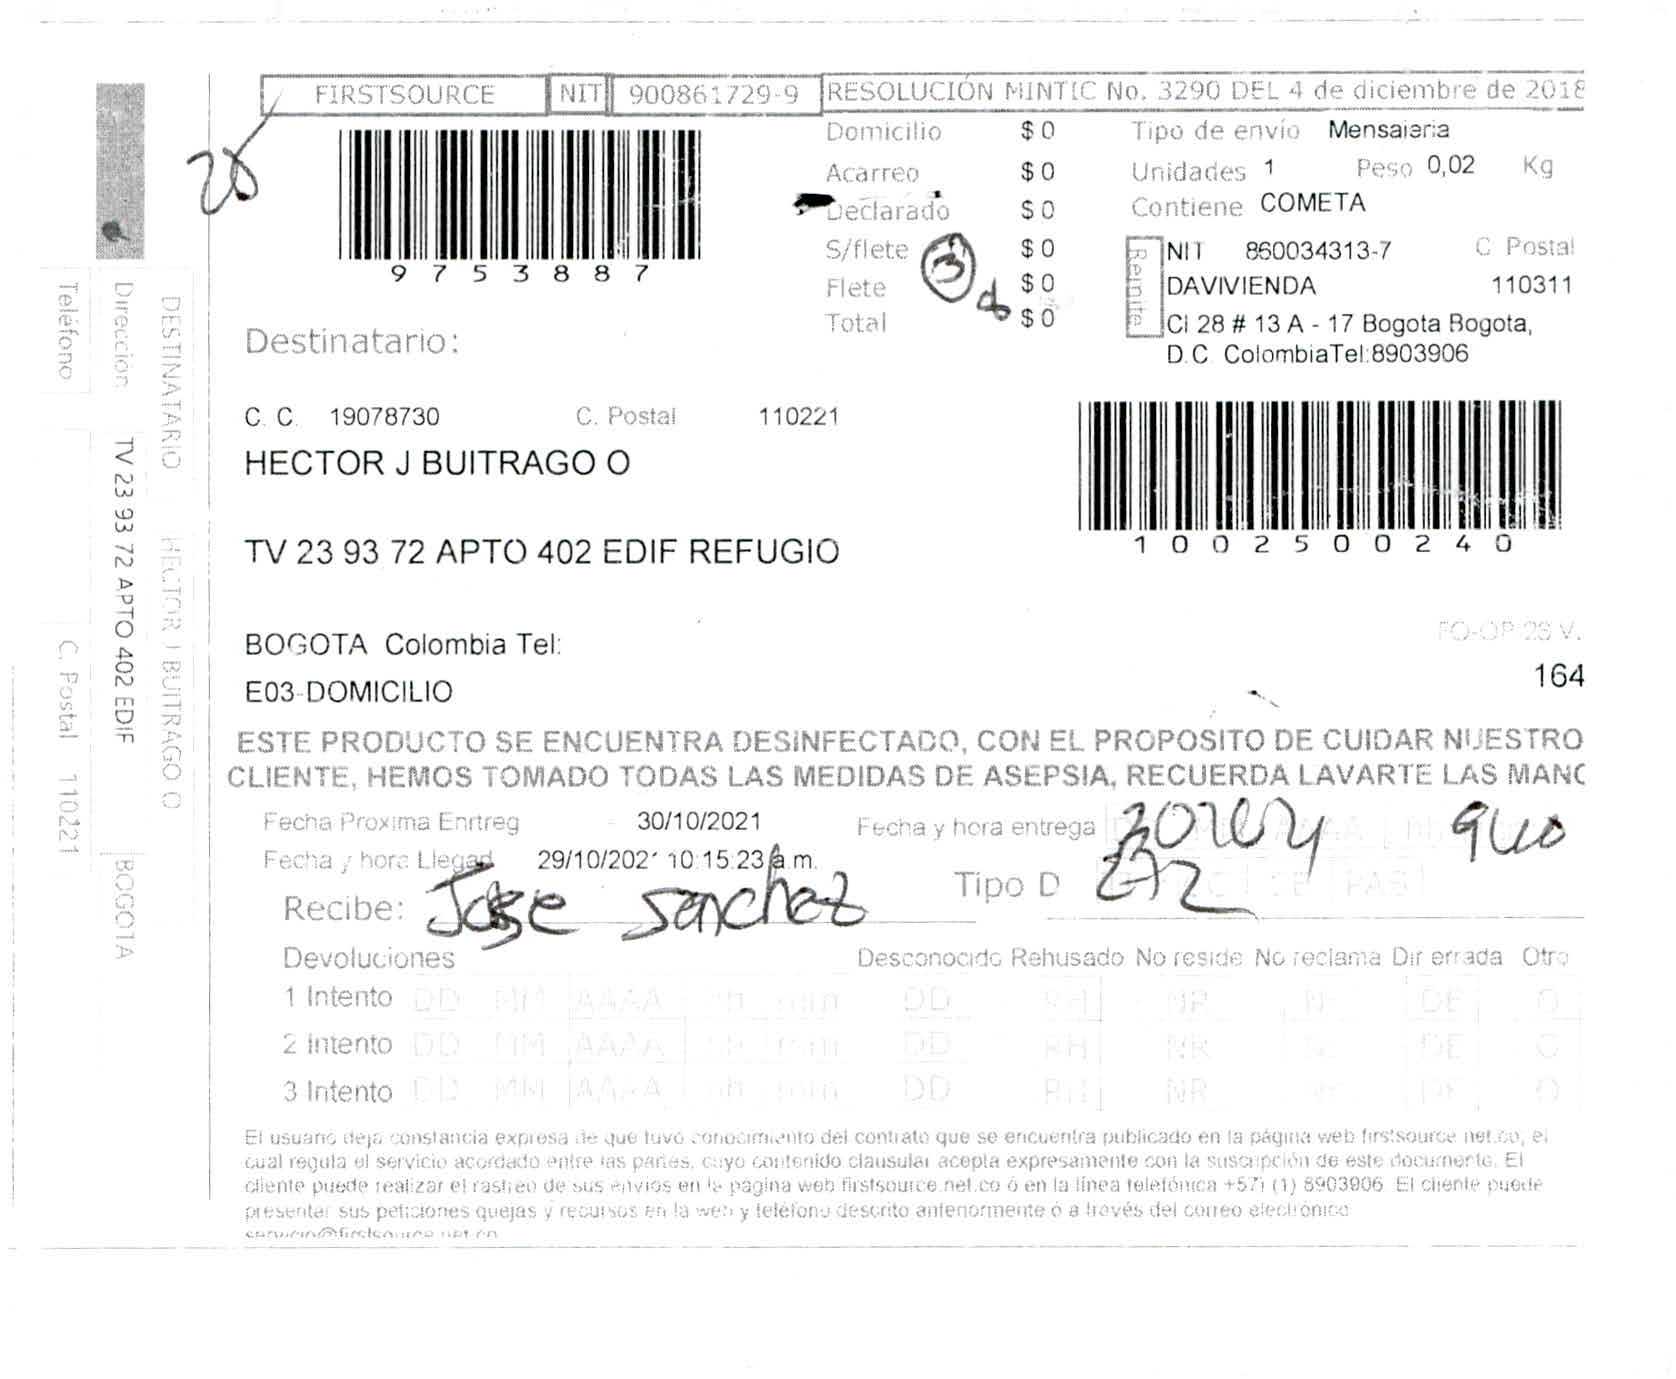 FIRSTSOURCE NIT 900861729-9 RESOLUCIÓN MINTIC No. 3290 DEL 4 de diciembre de 2018
20
9753887
Domicilio $ 0
Acarreo $ 0
Declarado $ 0
S/flete $ 0
Flete $ 0
Total $ 0
3
Tipo de envío Mensajeria
Unidades 1 Peso 0,02 Kg
Contiene COMETA
Remite
NIT 860034313-7 C Postal
DAVIVIENDA 110311
Cl 28 # 13 A - 17 Bogota Bogota,
D.C. ColombiaTel:8903906
Destinatario:
C. C. 19078730 C. Postal 110221
HECTOR J BUITRAGO O
1002500240
TV 23 93 72 APTO 402 EDIF REFUGIO
BOGOTA Colombia Tel:
FO-OP 23 V.
E03-DOMICILIO
164
ESTE PRODUCTO SE ENCUENTRA DESINFECTADO, CON EL PROPOSITO DE CUIDAR NUESTRO
CLIENTE, HEMOS TOMADO TODAS LAS MEDIDAS DE ASEPSIA, RECUERDA LAVARTE LAS MANO
Fecha Proxima Enrtreg 30/10/2021 Fecha y hora entrega
Fecha y hora Llegad 29/10/2021 10:15:23 a.m.
Recibe: Jose Sanchez Tipo D CE PAS
Devoluciones Desconocido Rehusado No reside No reclama Dir errada Otro
1 Intento DD MM AAAA hh mm DD RH NR Nr DE O
2 Intento DD MM AAAA hh mm DD RH NR Nr DE O
3 Intento DD MM AAAA hh mm DD RH NR Nr DE O
El usuario deja constancia expresa de que tuvo conocimiento del contrato que se encuentra publicado en la página web firstsource.net.co, el
cual regula el servicio acordado entre las partes, cuyo contenido clausular acepta expresamente con la suscripción de este documento. El
cliente puede realizar el rastreo de sus envios en la pagina web firstsource.net.co ó en la línea telefónica +57 (1) 8903906. El cliente puede
presentar sus peticiones quejas y recursos en la web y teléfono descrito anteriormente ó a través del correo electrónico
servicio@firstsource.net.co
DESTINATARIO HECTOR J BUITRAGO O
Dirección TV 23 93 72 APTO 402 EDIF BOGOTA
Teléfono C. Postal 110221